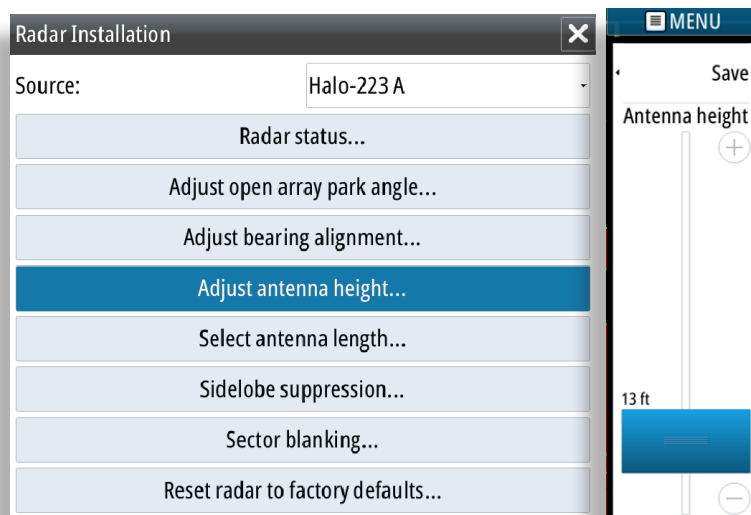 Radar Installation
Source:
Halo-223 A
Radar status...
Adjust open array park angle...
Adjust bearing alignment...
Adjust antenna height...
Select antenna length...
Sidelobe suppression...
Sector blanking...
Reset radar to factory defaults...
MENU
Save
Antenna height
13 ft